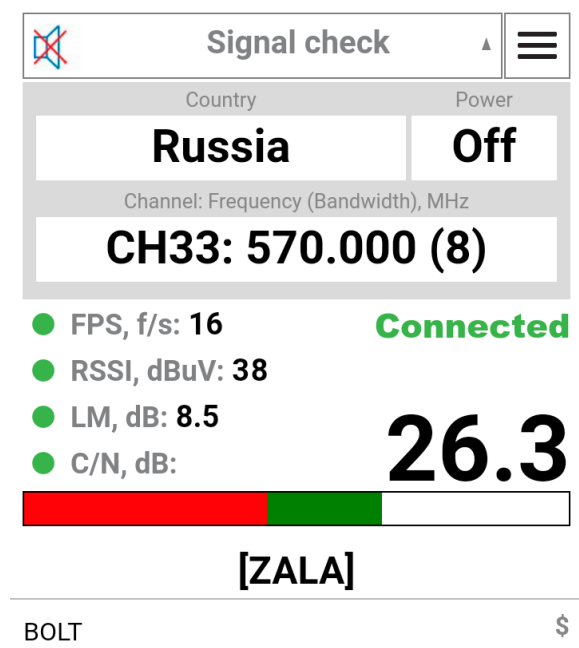 Signal check
Country Power
Russia Off
Channel: Frequency (Bandwidth), MHz
CH33: 570.000 (8)
FPS, f/s: 16 Connected
RSSI, dBuV: 38
LM, dB: 8.5
C/N, dB: 26.3
[ZALA]
BOLT $